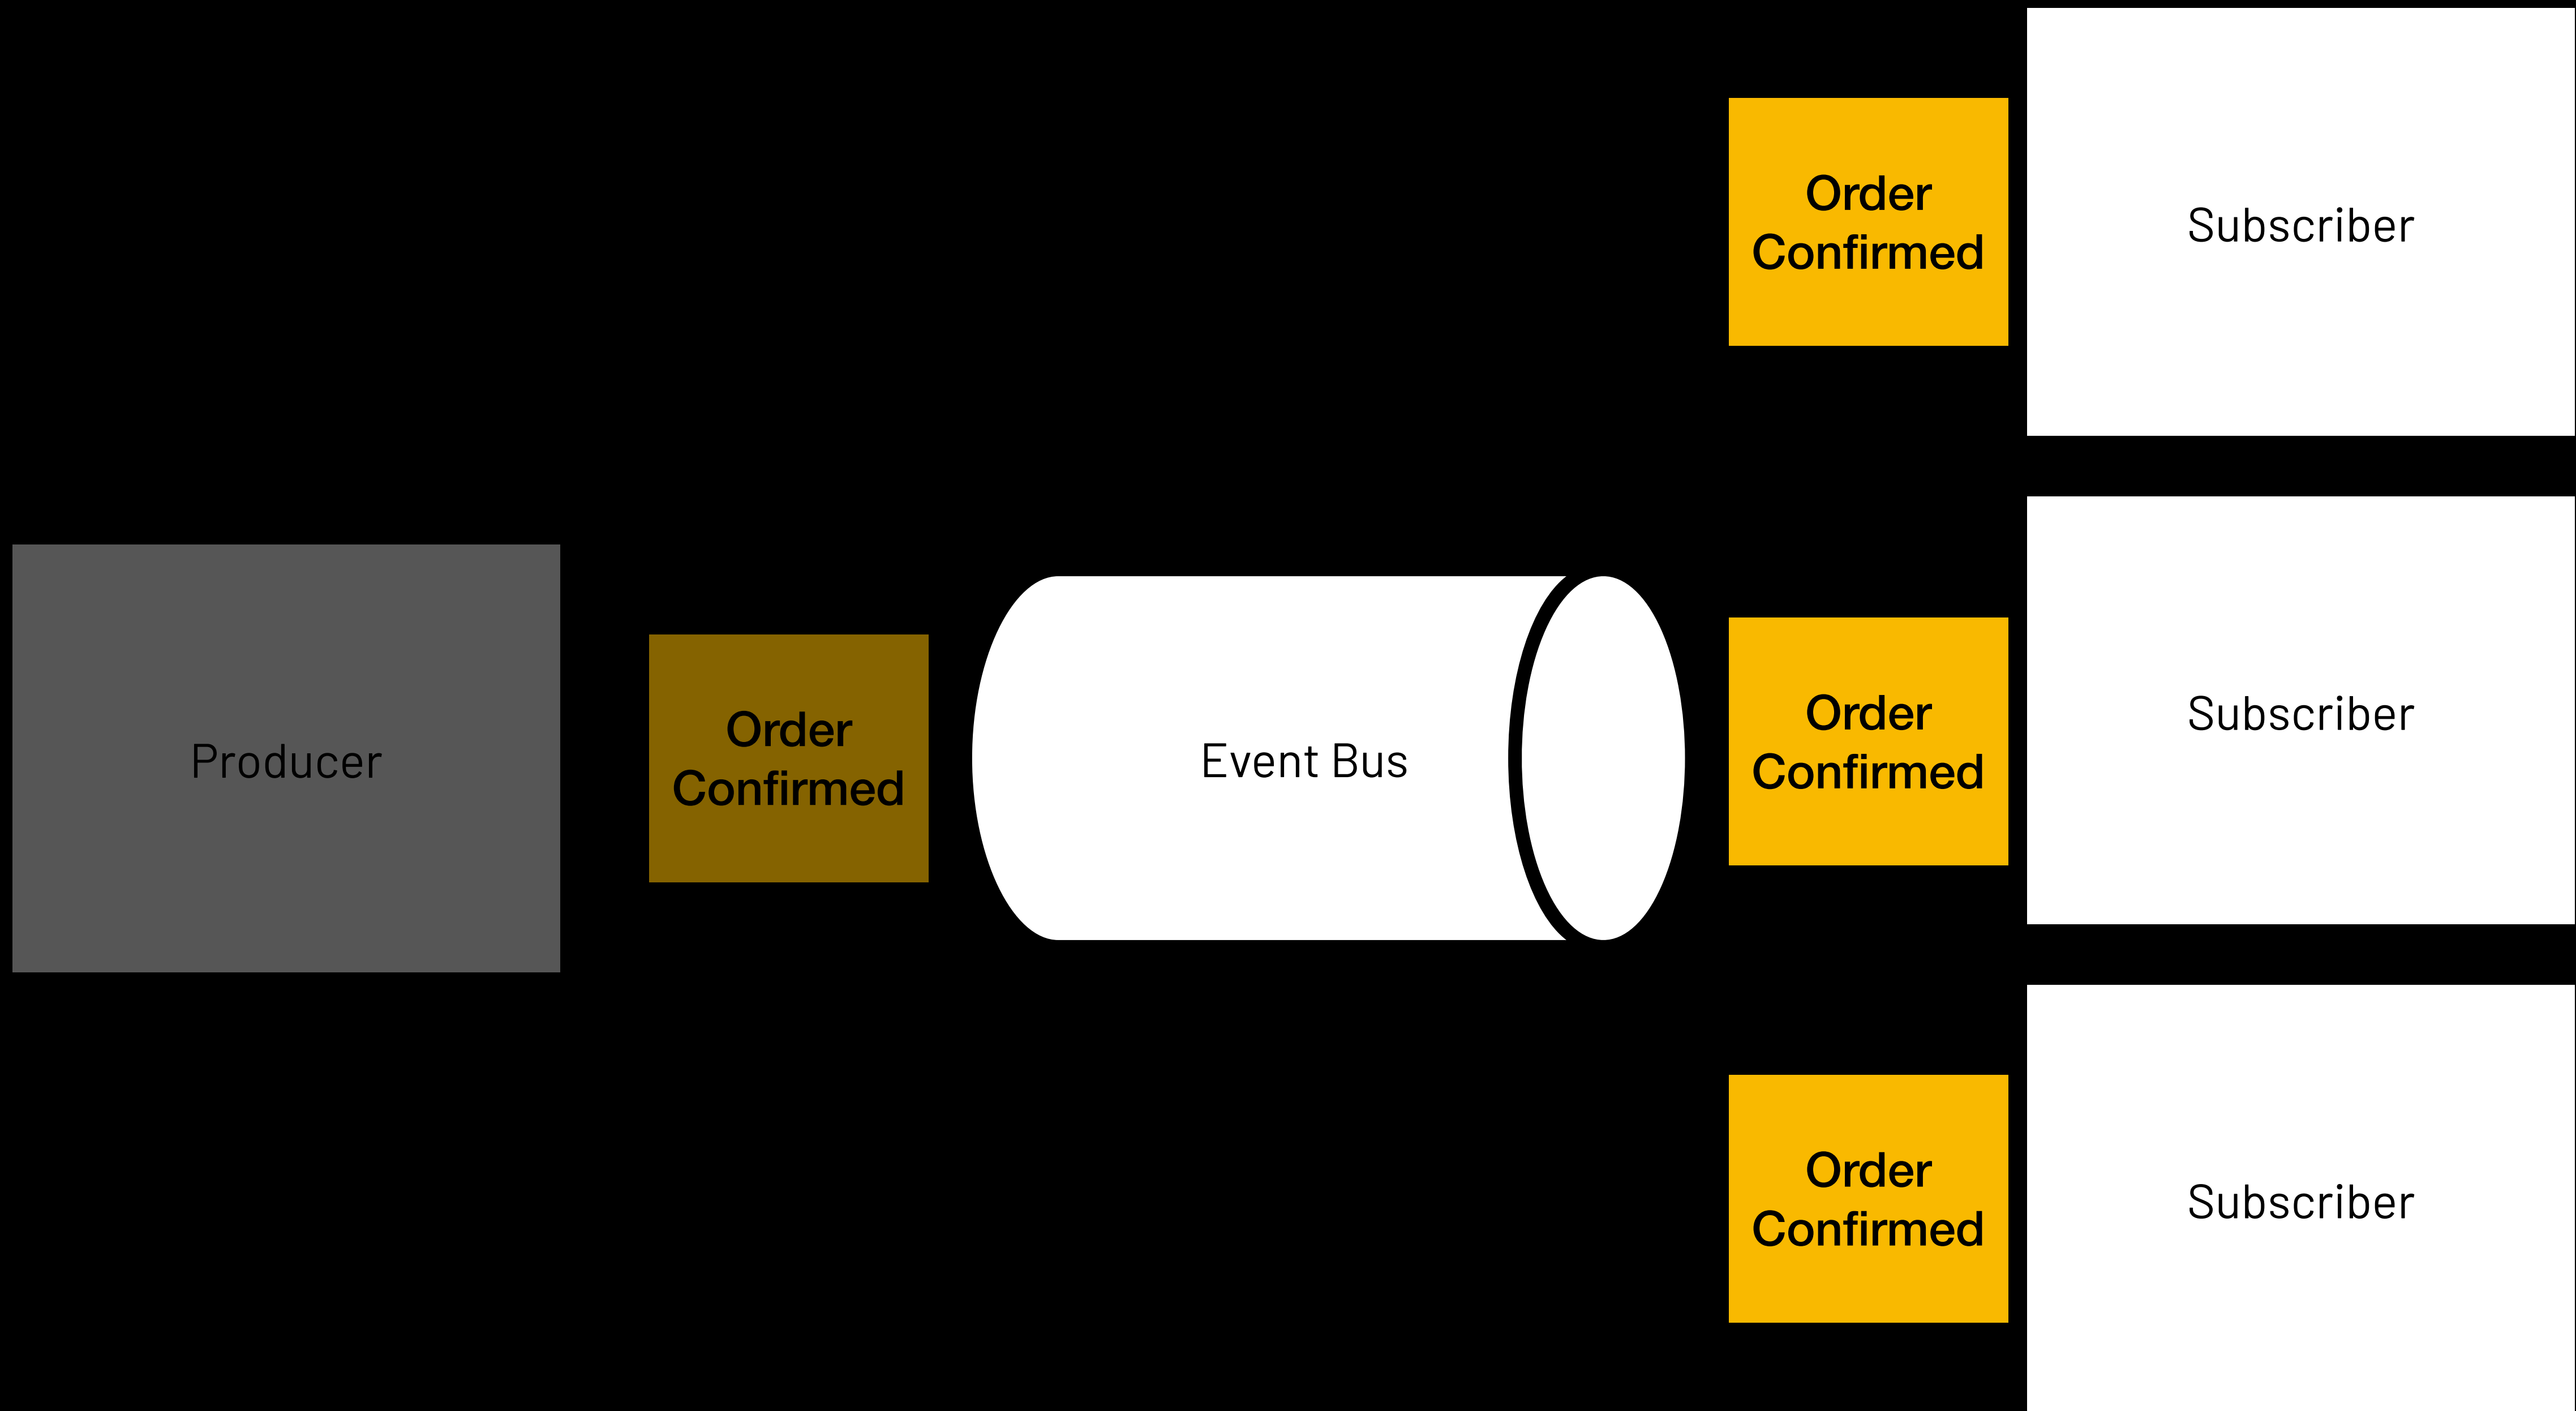 Producer
Order
Confirmed
Event Bus
Order
Confirmed
Subscriber
Order
Confirmed
Subscriber
Order
Confirmed
Subscriber